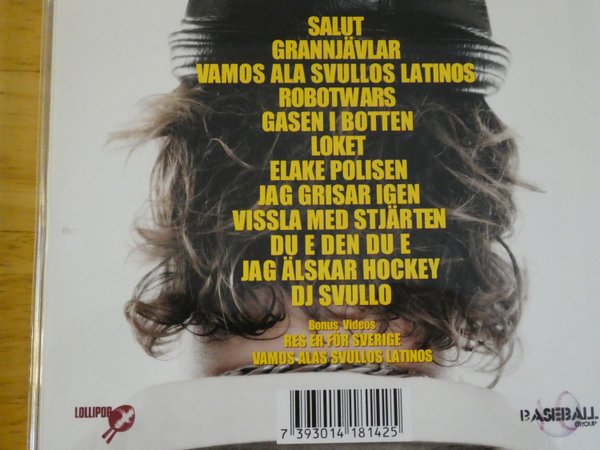 SALUT
GRANNJÄVLAR
VAMOS ALA SVULLOS LATINOS
ROBOTWARS
GASEN I BOTTEN
LOKET
ELAKE POLISEN
JAG GRISAR IGEN
VISSLA MED STJÄRTEN
DU E DEN DU E
JAG ÄLSKAR HOCKEY
DJ SVULLO
Bonus Videos
RES ER FÖR SVERIGE
VAMOS ALAS SVULLOS LATINOS
LOLLIPOP
7 393014 181425
BASEBALL
GROUP